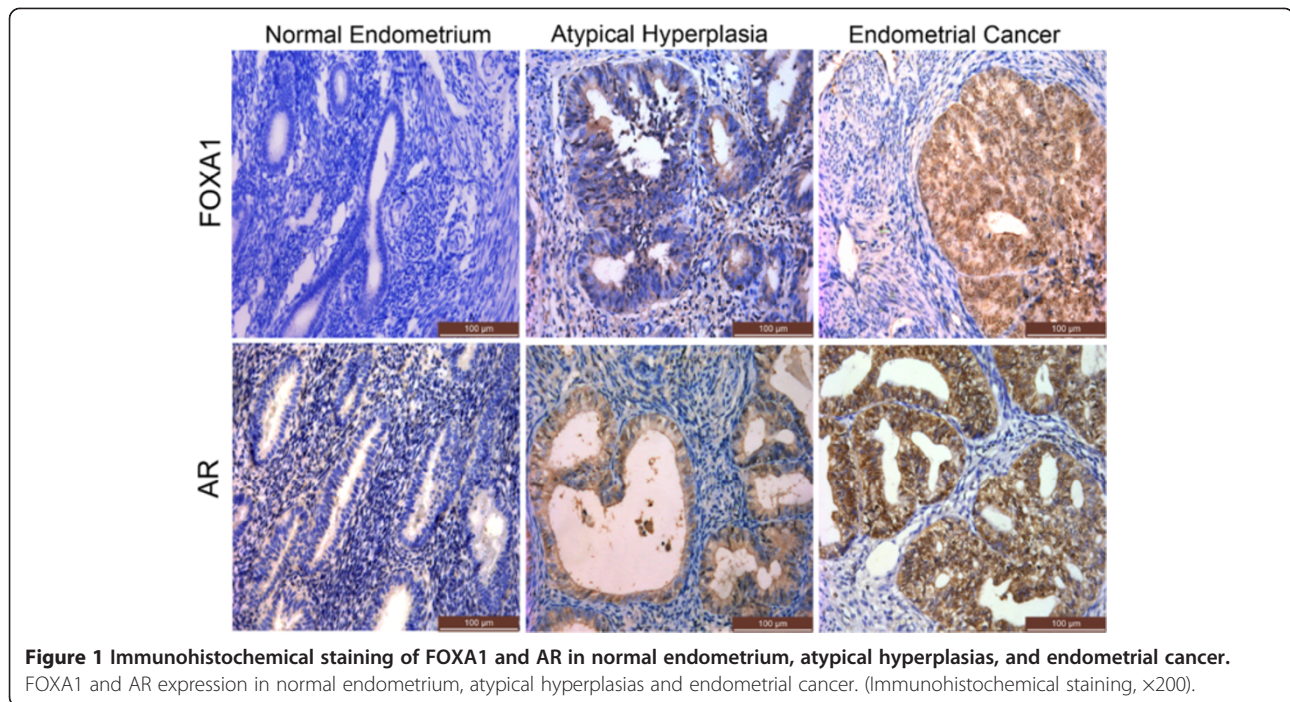 Normal Endometrium Atypical Hyperplasia Endometrial Cancer
FOXA1
100 µm 100 µm 100 µm
AR
100 µm 100 µm 100 µm
Figure 1 Immunohistochemical staining of FOXA1 and AR in normal endometrium, atypical hyperplasias, and endometrial cancer.
FOXA1 and AR expression in normal endometrium, atypical hyperplasias and endometrial cancer. (Immunohistochemical staining, ×200).